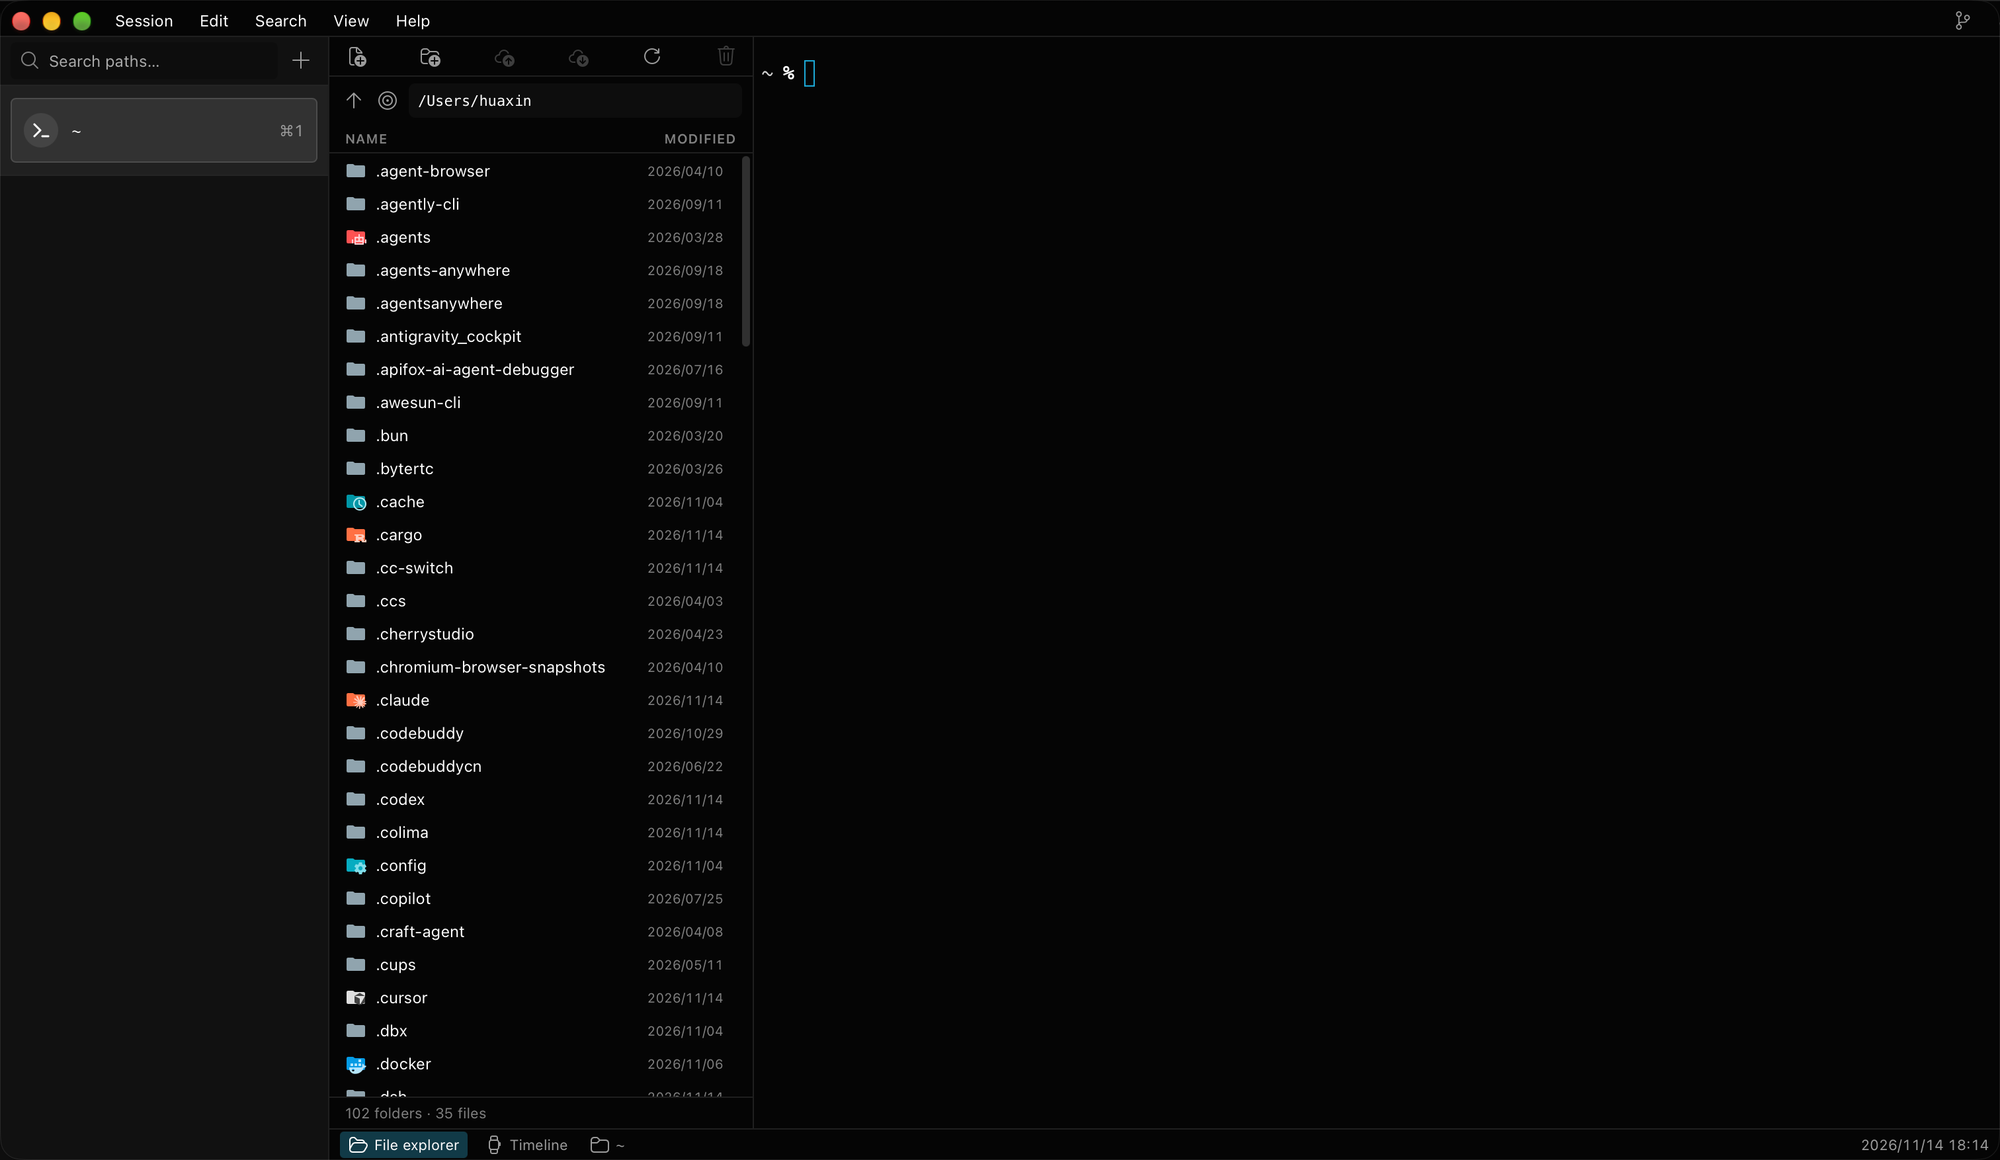 Session Edit Search View Help
Search paths...
~ ⌘1
/Users/huaxin
NAME MODIFIED
.agent-browser 2026/04/10
.agently-cli 2026/09/11
.agents 2026/03/28
.agents-anywhere 2026/09/18
.agentsanywhere 2026/09/18
.antigravity_cockpit 2026/09/11
.apifox-ai-agent-debugger 2026/07/16
.awesun-cli 2026/09/11
.bun 2026/03/20
.bytertc 2026/03/26
.cache 2026/11/04
.cargo 2026/11/14
.cc-switch 2026/11/14
.ccs 2026/04/03
.cherrystudio 2026/04/23
.chromium-browser-snapshots 2026/04/10
.claude 2026/11/14
.codebuddy 2026/10/29
.codebuddycn 2026/06/22
.codex 2026/11/14
.colima 2026/11/14
.config 2026/11/04
.copilot 2026/07/25
.craft-agent 2026/04/08
.cups 2026/05/11
.cursor 2026/11/14
.dbx 2026/11/04
.docker 2026/11/06
102 folders · 35 files
~ %
File explorer Timeline ~ 2026/11/14 18:14